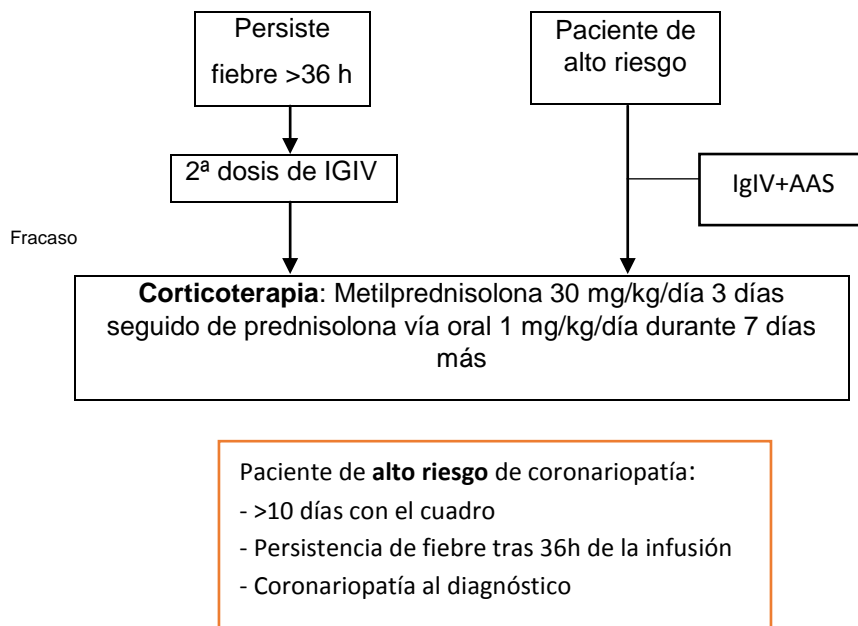 Persiste
fiebre >36 h
Paciente de
alto riesgo
2ª dosis de IGIV
IgIV+AAS
Fracaso
Corticoterapia: Metilprednisolona 30 mg/kg/día 3 días
seguido de prednisolona vía oral 1 mg/kg/día durante 7 días
más
Paciente de alto riesgo de coronariopatía:
- >10 días con el cuadro
- Persistencia de fiebre tras 36h de la infusión
- Coronariopatía al diagnóstico